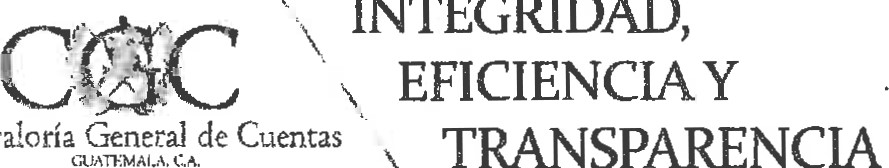 CGC
raloría General de Cuentas
GUATEMALA, C.A.
INTEGRIDAD,
EFICIENCIA Y
TRANSPARENCIA